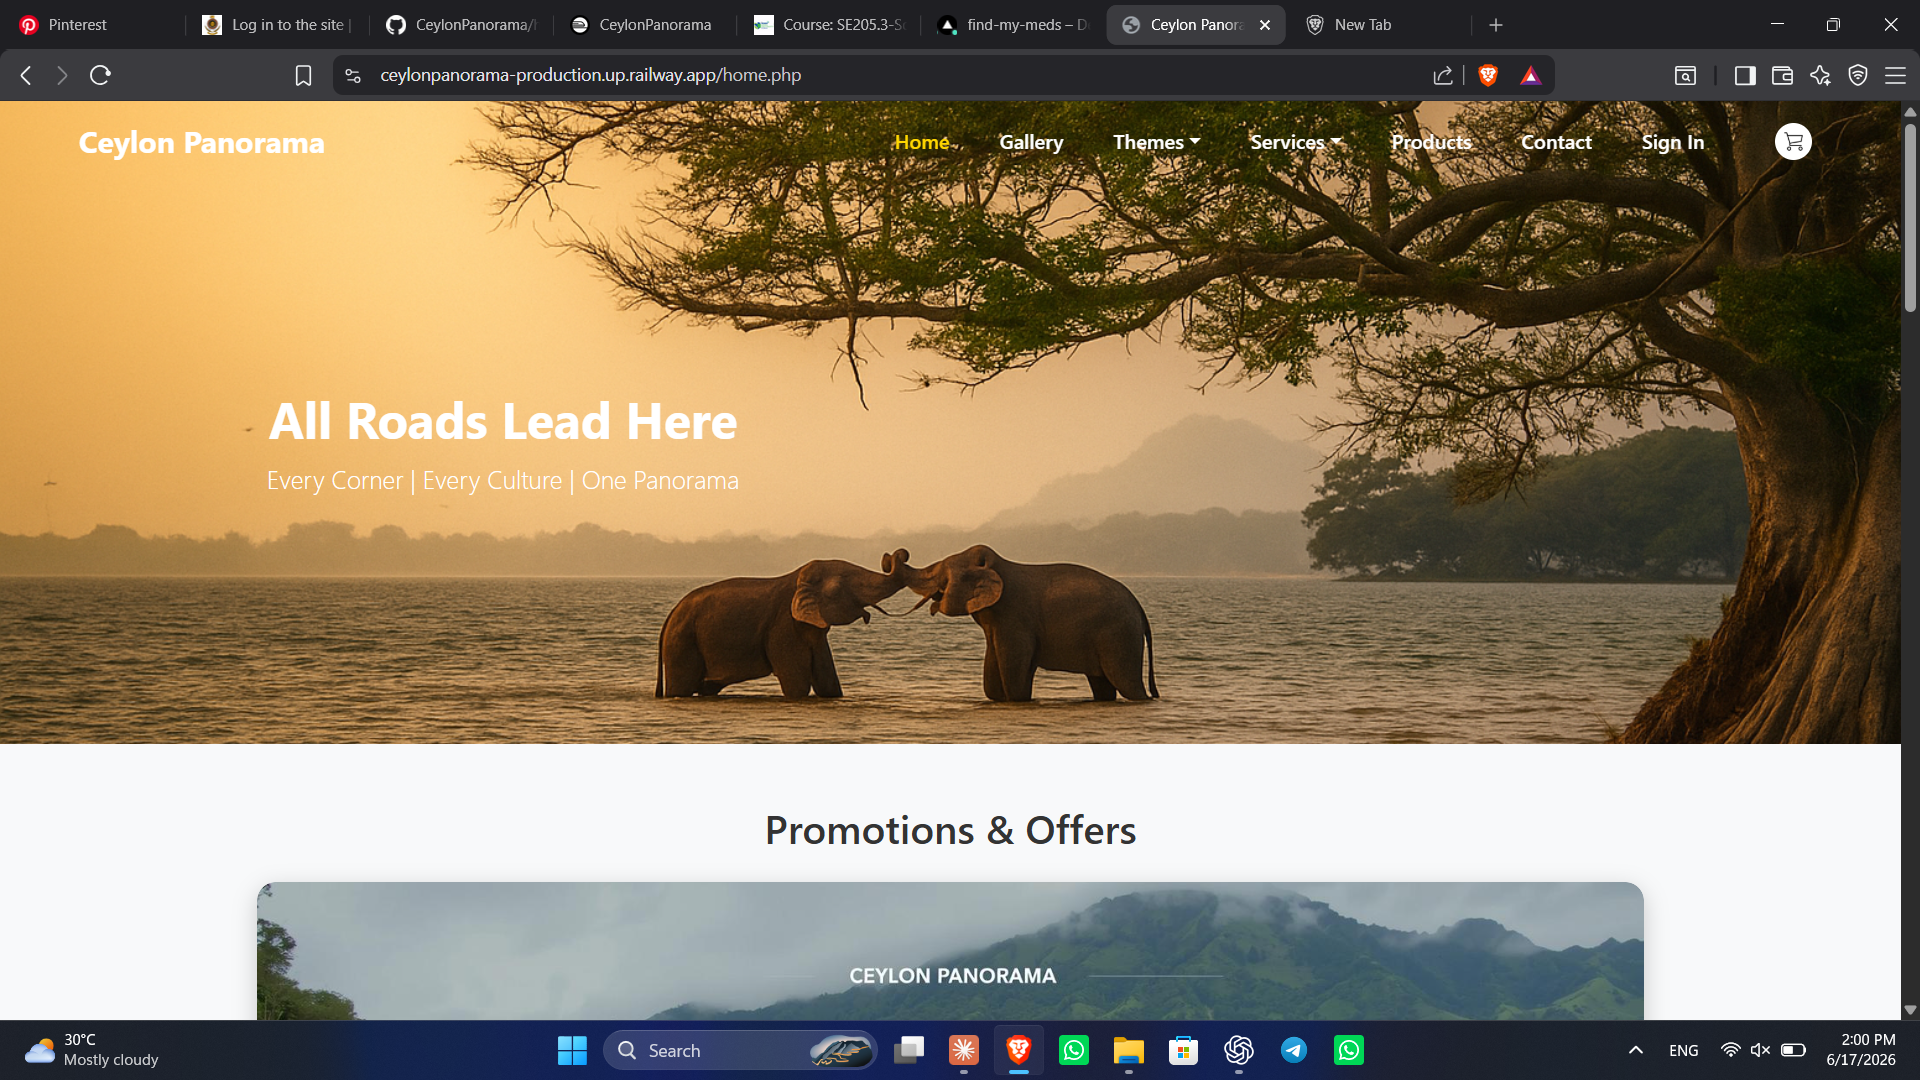 Pinterest
Log in to the site |
CeylonPanorama/
CeylonPanorama
Course: SE205.3-S
find-my-meds – D
Ceylon Panor
New Tab
ceylonpanorama-production.up.railway.app/home.php
Ceylon Panorama
Home
Gallery
Themes
Services
Products
Contact
Sign In
All Roads Lead Here
Every Corner | Every Culture | One Panorama
Promotions & Offers
CEYLON PANORAMA
30°C
Mostly cloudy
Search
ENG
2:00 PM
6/17/2026